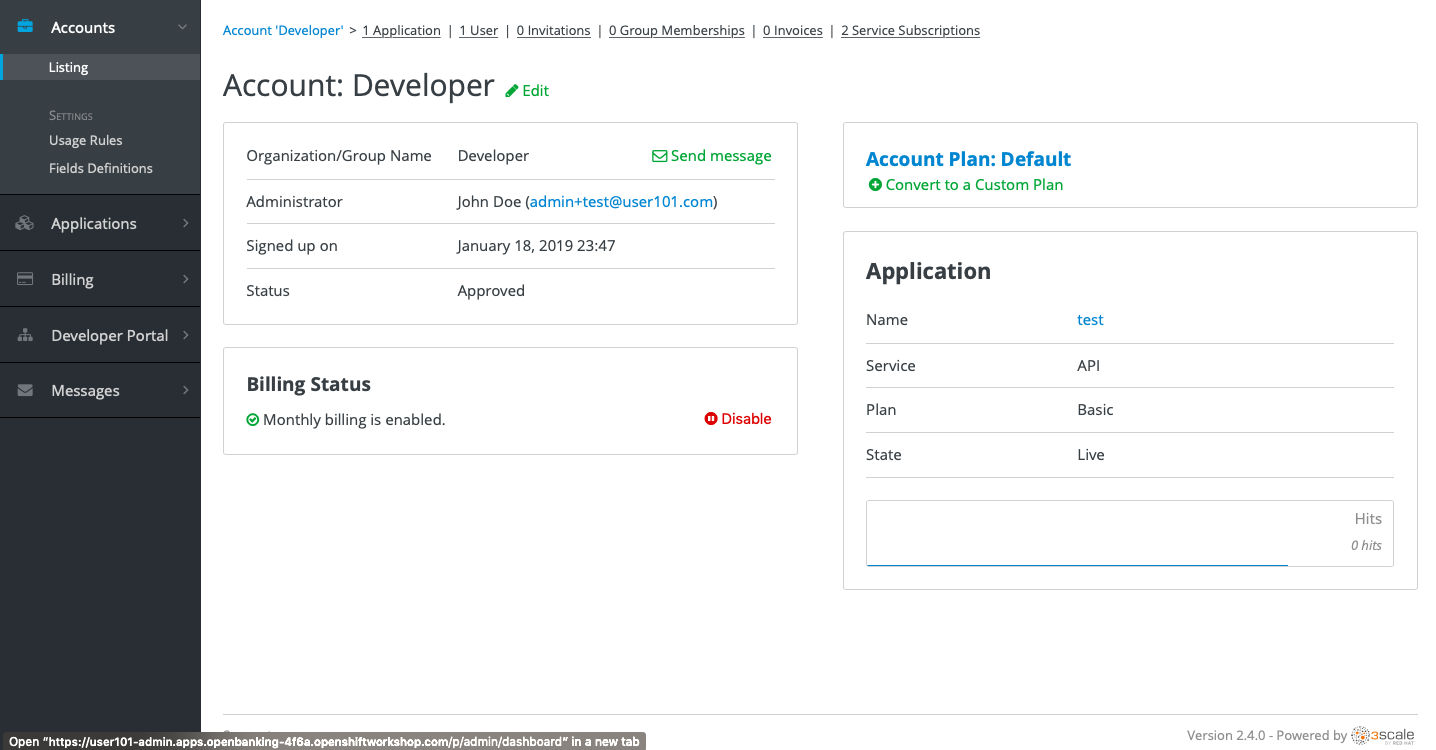 Accounts
Listing
Settings
Usage Rules
Fields Definitions
Applications
Billing
Developer Portal
Messages
Account 'Developer' > 1 Application | 1 User | 0 Invitations | 0 Group Memberships | 0 Invoices | 2 Service Subscriptions
Account: Developer Edit
Organization/Group Name Developer Send message
Administrator John Doe (admin+test@user101.com)
Signed up on January 18, 2019 23:47
Status Approved
Billing Status
Monthly billing is enabled. Disable
Account Plan: Default
Convert to a Custom Plan
Application
Name test
Service API
Plan Basic
State Live
Hits
0 hits
Version 2.4.0 - Powered by 3scale
BY RED HAT
Open "https://user101-admin.apps.openbanking-4f6a.openshiftworkshop.com/p/admin/dashboard" in a new tab